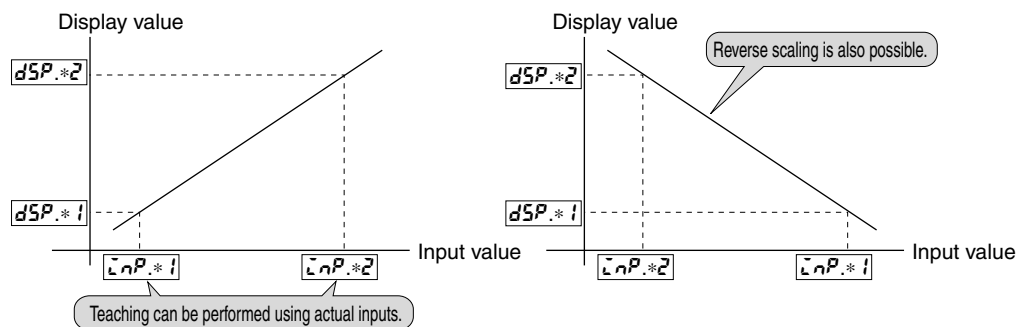 Display value
dSP.*2
dSP.*1
inP.*1
inP.*2
Input value
Teaching can be performed using actual inputs.
Display value
Reverse scaling is also possible.
dSP.*2
dSP.*1
inP.*2
inP.*1
Input value